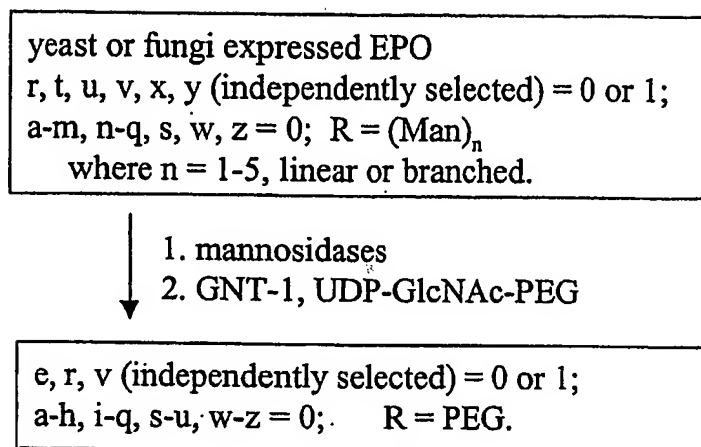 yeast or fungi expressed EPO
r, t, u, v, x, y (independently selected) = 0 or 1;
a-m, n-q, s, w, z = 0; R = (Man)n
where n = 1-5, linear or branched.
1. mannosidases
2. GNT-1, UDP-GlcNAc-PEG
e, r, v (independently selected) = 0 or 1;
a-h, i-q, s-u, w-z = 0; R = PEG.